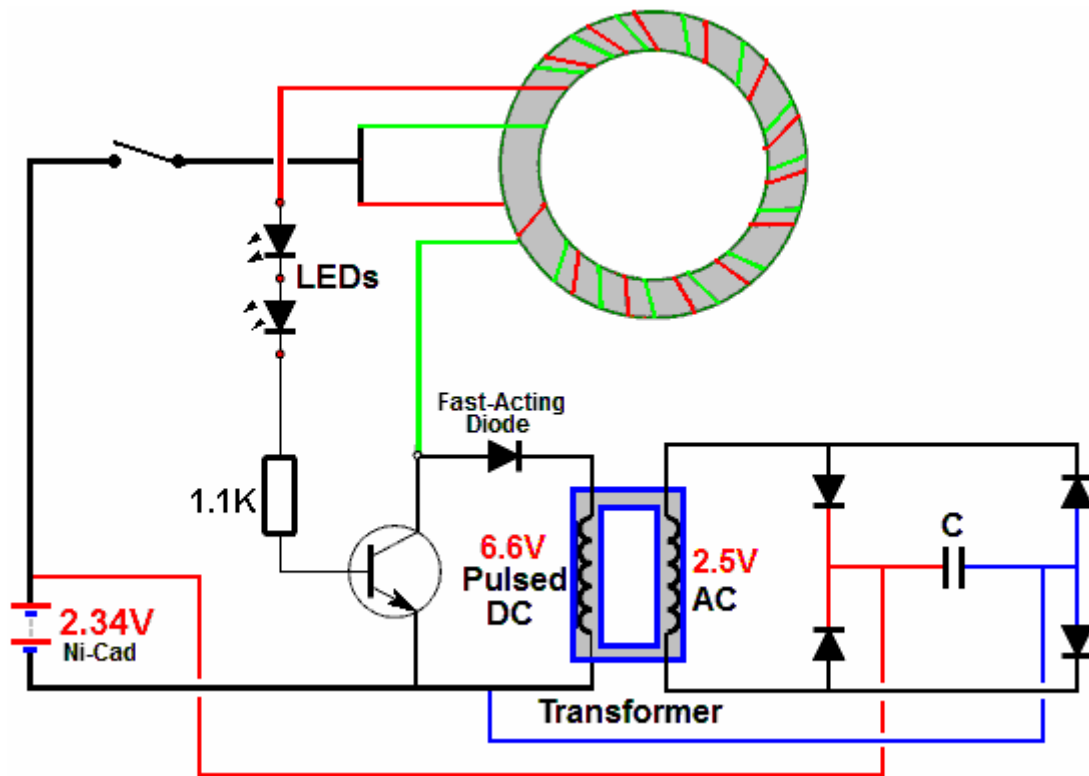 LEDs
Fast-Acting
Diode
1.1K
C
6.6V
Pulsed
DC
2.5V
AC
2.34V
Ni-Cad
Transformer